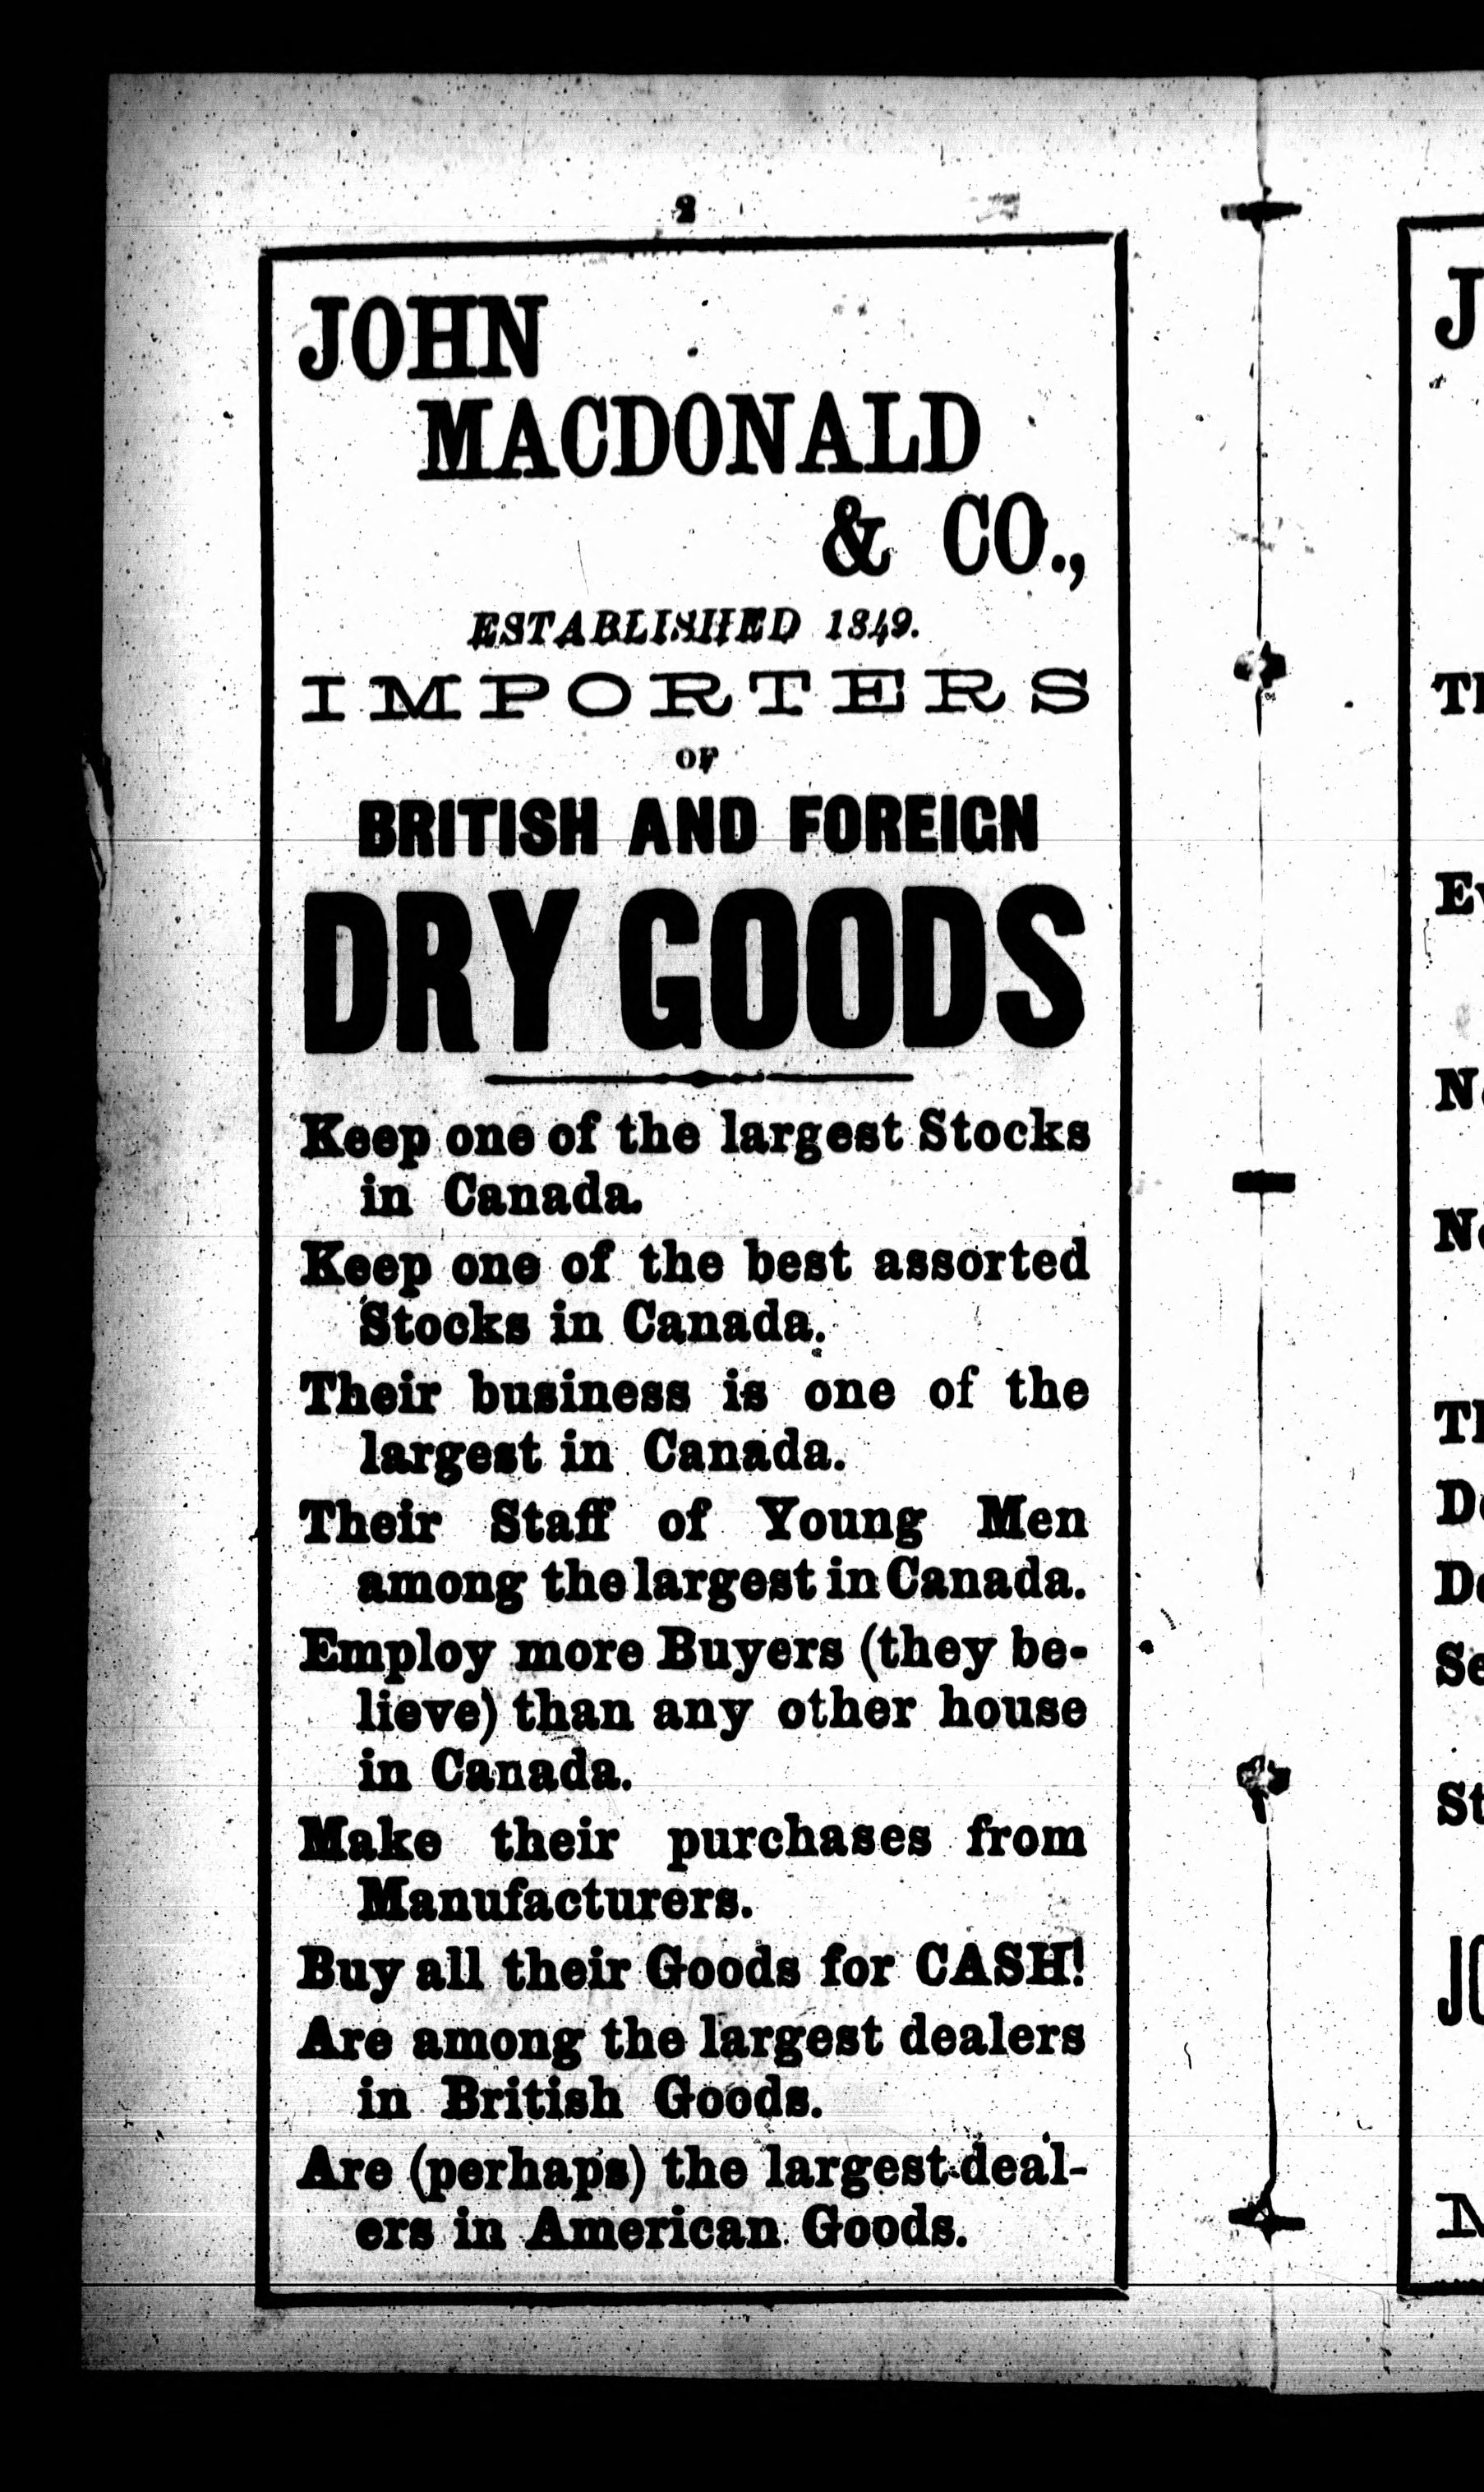 2
JOHN
MACDONALD
& CO.,
ESTABLISHED 1849.
IMPORTERS
OF
BRITISH AND FOREIGN
DRY GOODS
Keep one of the largest Stocks
in Canada.
Keep one of the best assorted
Stocks in Canada.
Their business is one of the
largest in Canada.
Their Staff of Young Men
among the largest in Canada.
Employ more Buyers (they be-
lieve) than any other house
in Canada.
Make their purchases from
Manufacturers.
Buy all their Goods for CASH!
Are among the largest dealers
in British Goods.
Are (perhaps) the largest deal-
ers in American Goods.